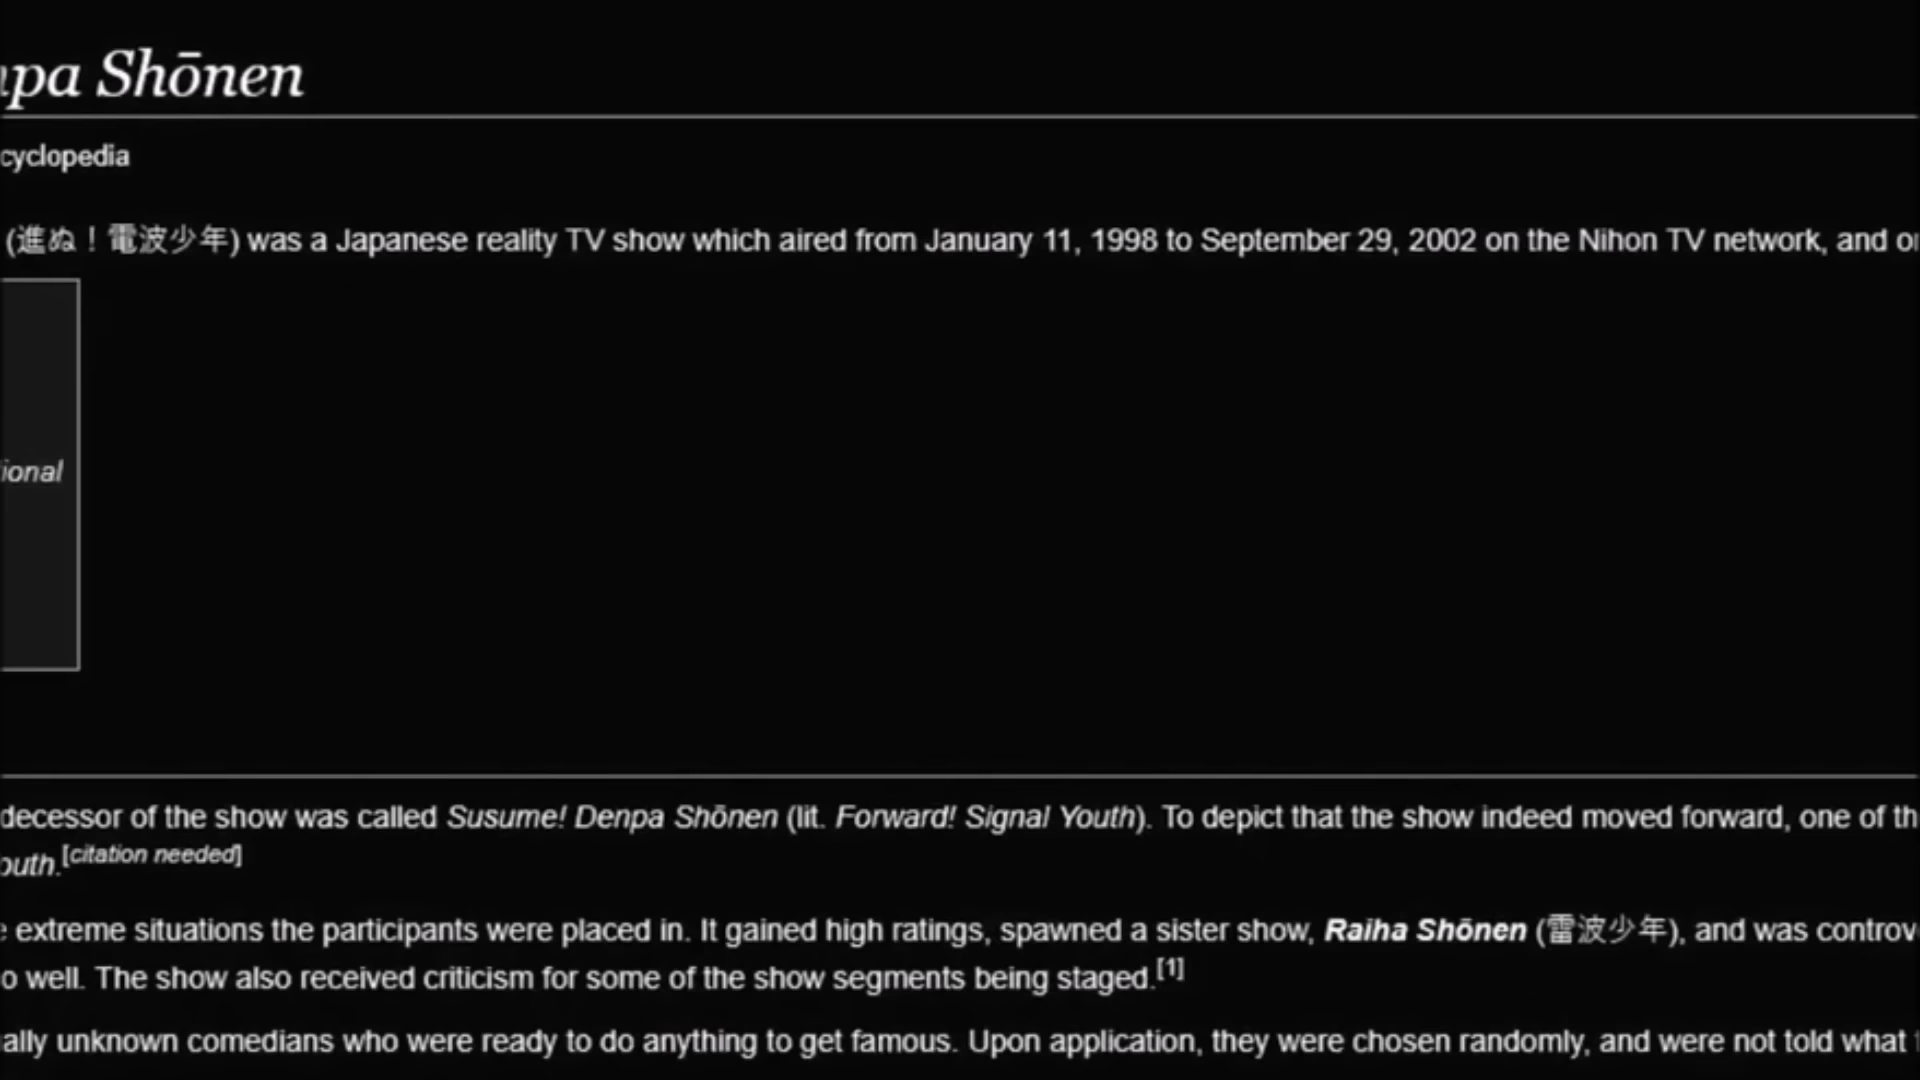 npa Shōnen
cyclopedia
(進ぬ！電波少年) was a Japanese reality TV show which aired from January 11, 1998 to September 29, 2002 on the Nihon TV network, and
ional
decessor of the show was called Susume! Denpa Shōnen (lit. Forward! Signal Youth). To depict that the show indeed moved forward, one of th
outh.[citation needed]
extreme situations the participants were placed in. It gained high ratings, spawned a sister show, Raiha Shōnen (雷波少年), and was controv
o well. The show also received criticism for some of the show segments being staged.[1]
ally unknown comedians who were ready to do anything to get famous. Upon application, they were chosen randomly, and were not told what